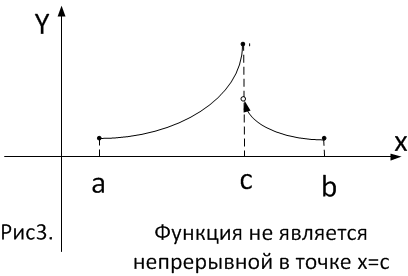 Y
x
a
c
b
Рис3.
Функция не является
непрерывной в точке x=c